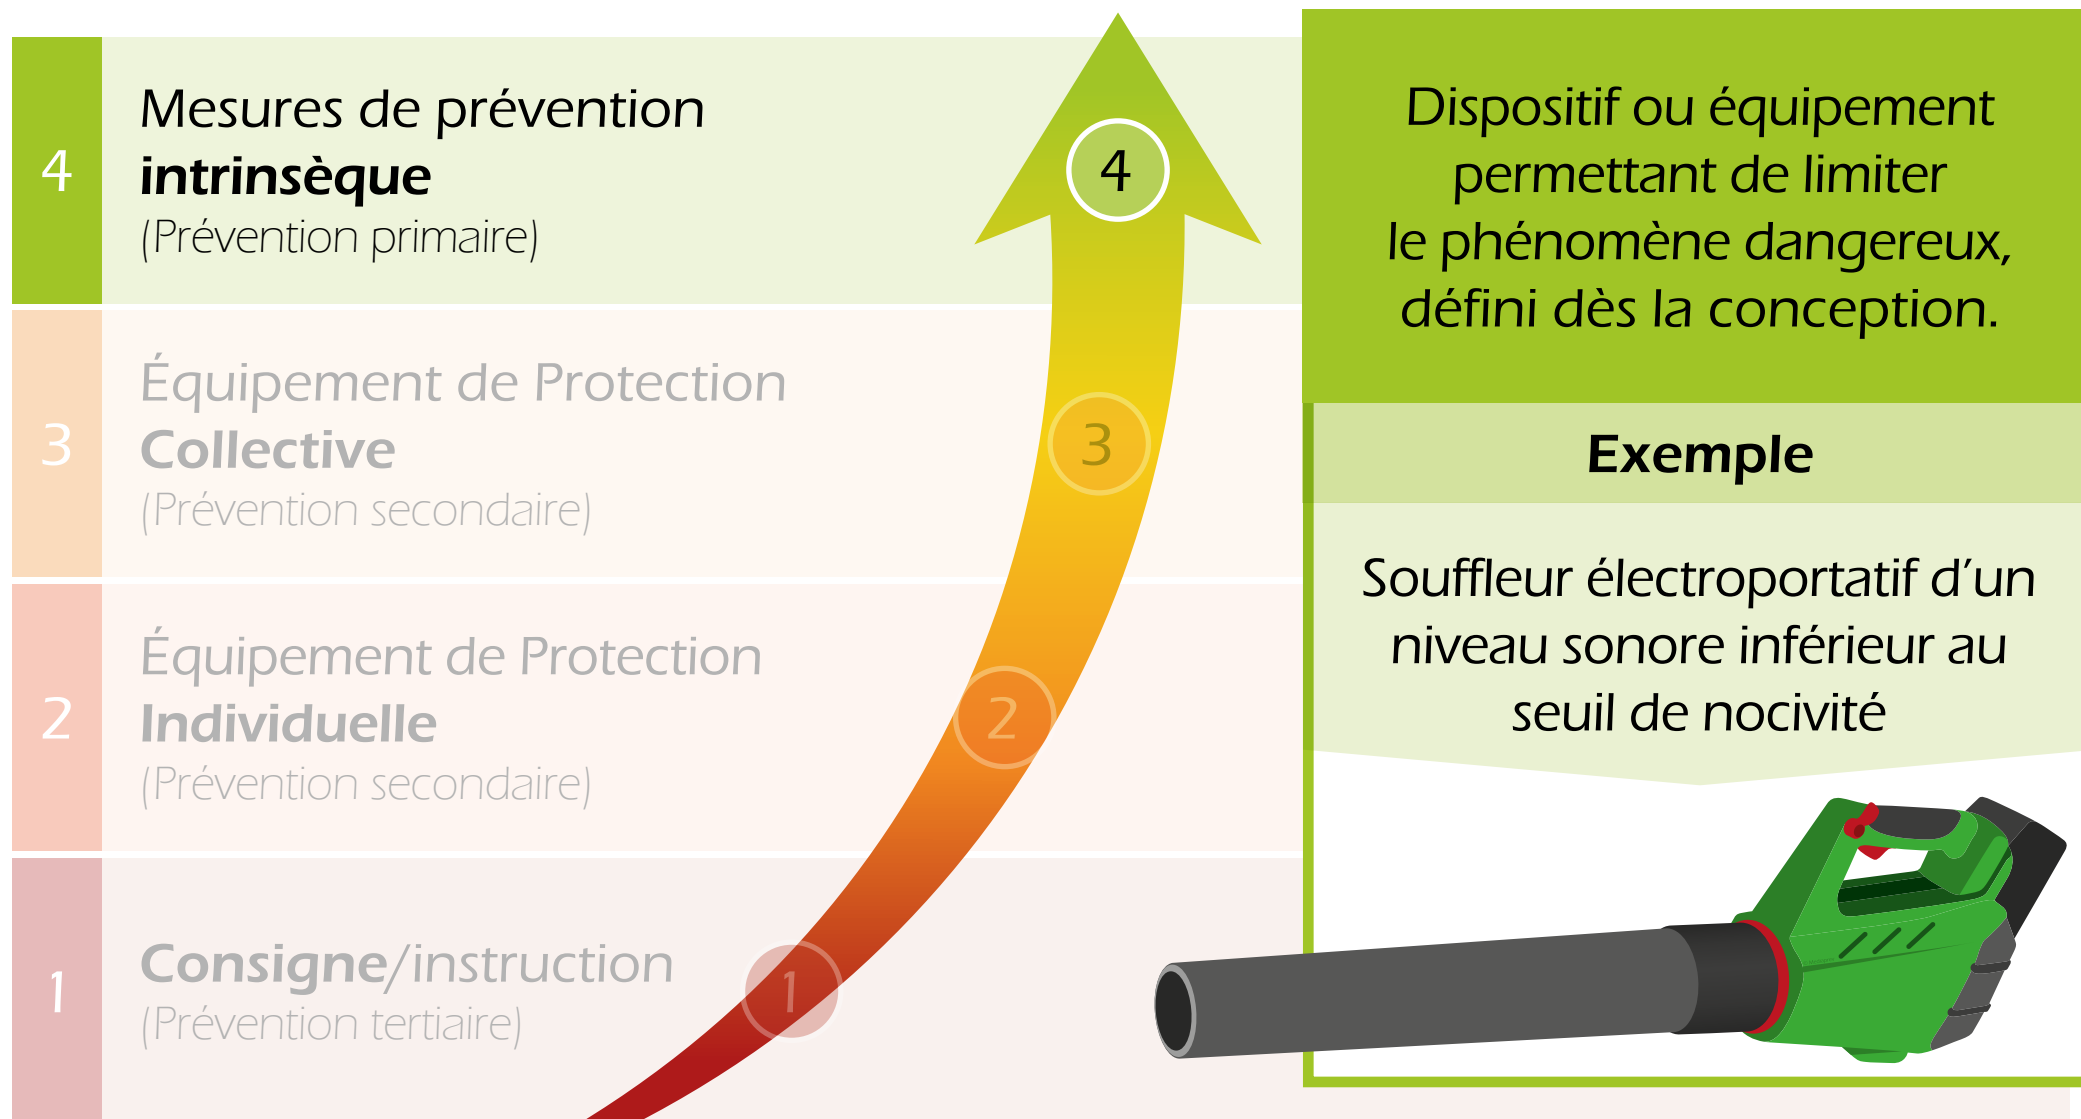 4
Mesures de prévention
intrinsèque
(Prévention primaire)
3
Équipement de Protection
Collective
(Prévention secondaire)
2
Équipement de Protection
Individuelle
(Prévention secondaire)
1
Consigne/instruction
(Prévention tertiaire)
4
3
2
1
Dispositif ou équipement
permettant de limiter
le phénomène dangereux,
défini dès la conception.
Exemple
Souffleur électroportatif d’un
niveau sonore inférieur au
seuil de nocivité